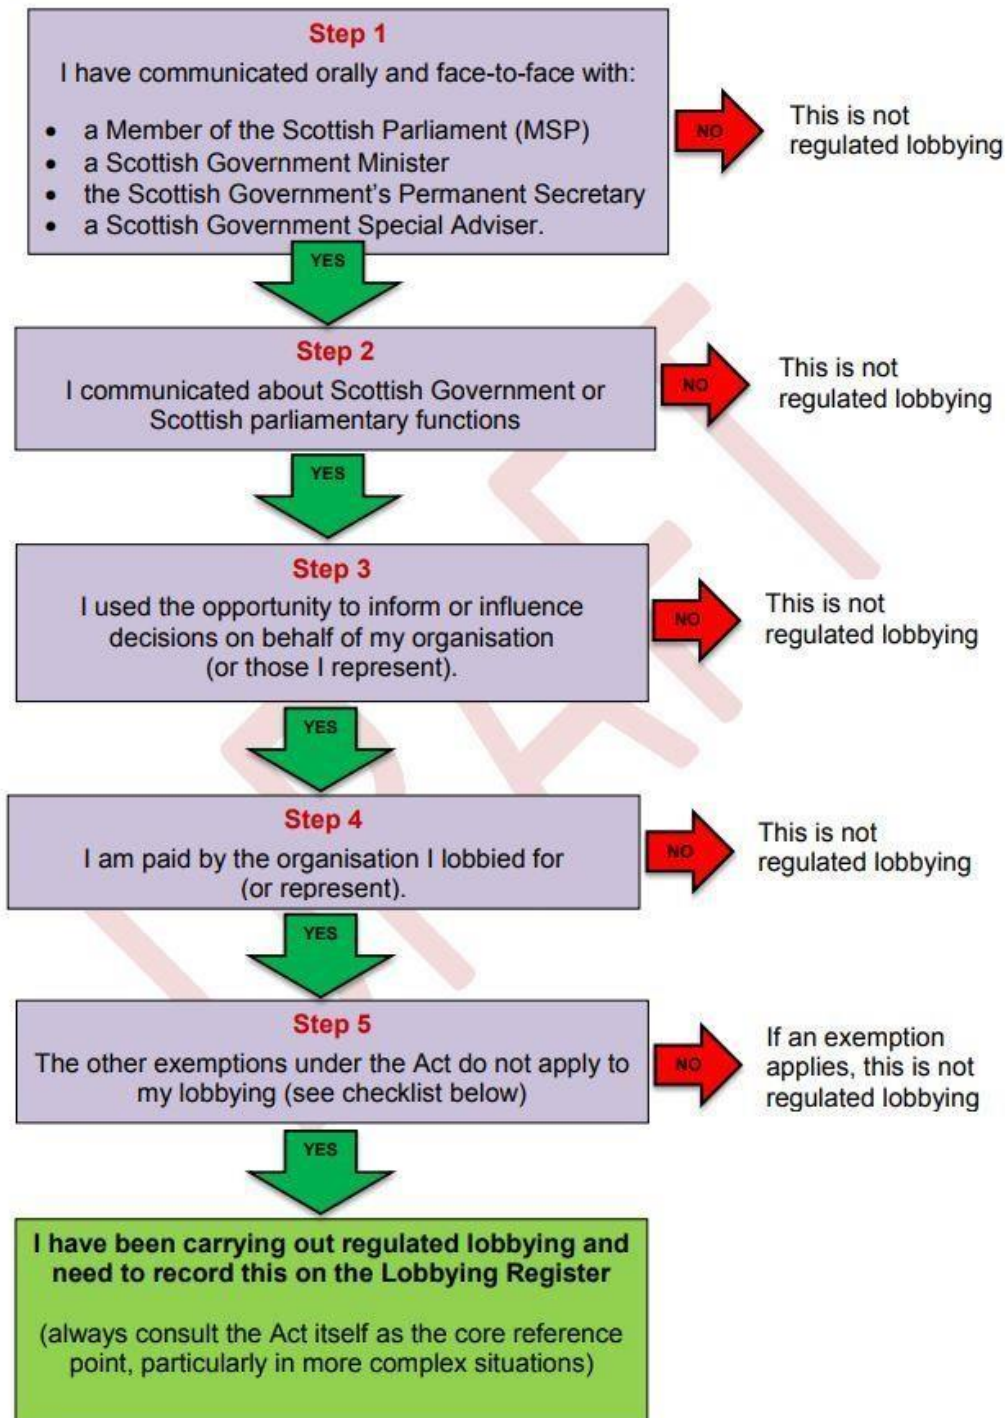 Step 1
I have communicated orally and face-to-face with:
• a Member of the Scottish Parliament (MSP)
• a Scottish Government Minister
• the Scottish Government’s Permanent Secretary
• a Scottish Government Special Adviser.
NO
This is not
regulated lobbying
YES
Step 2
I communicated about Scottish Government or
Scottish parliamentary functions
NO
This is not
regulated lobbying
YES
Step 3
I used the opportunity to inform or influence
decisions on behalf of my organisation
(or those I represent).
NO
This is not
regulated lobbying
YES
Step 4
I am paid by the organisation I lobbied for
(or represent).
NO
This is not
regulated lobbying
YES
Step 5
The other exemptions under the Act do not apply to
my lobbying (see checklist below)
NO
If an exemption
applies, this is not
regulated lobbying
YES
I have been carrying out regulated lobbying and
need to record this on the Lobbying Register
(always consult the Act itself as the core reference
point, particularly in more complex situations)
DRAFT